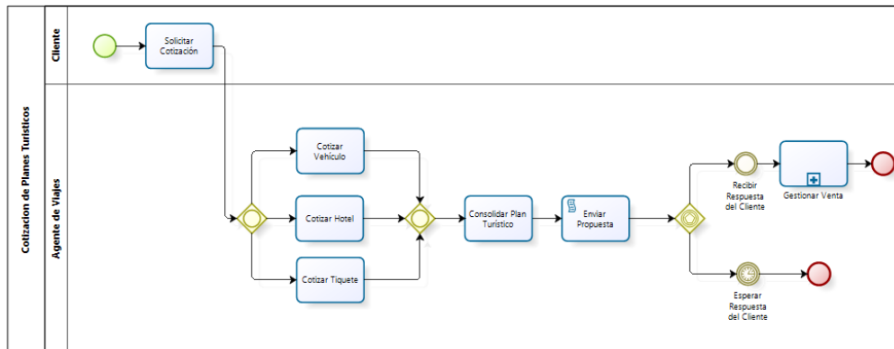 Cotizacion de Planes Turísticos
Cliente
Solicitar
Cotización
Agente de Viajes
Cotizar
Vehículo
Cotizar Hotel
Cotizar Tiquete
Consolidar Plan
Turístico
Enviar
Propuesta
Recibir
Respuesta
del Cliente
Gestionar Venta
Esperar
Respuesta
del Cliente